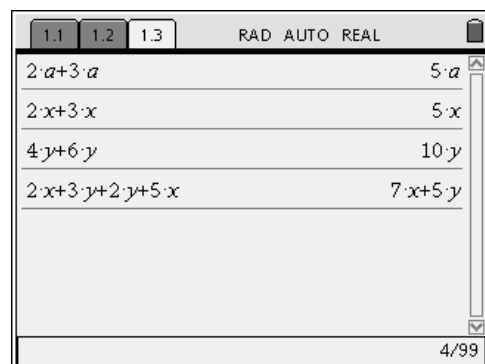 1.1 1.2 1.3 RAD AUTO REAL
2·a+3·a 5·a
2·x+3·x 5·x
4·y+6·y 10·y
2·x+3·y+2·y+5·x 7·x+5·y
4/99